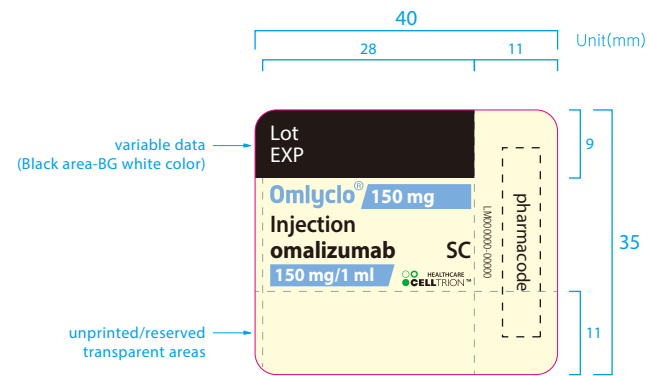 40
Unit(mm)
28
11
variable data
(Black area-BG white color)
Lot
EXP
9
Omlyclo® 150 mg
Injection
omalizumab SC
150 mg/1 ml
HEALTHCARE
CELLTRION™
LM000000-00000
pharmacode
35
unprinted/reserved
transparent areas
11